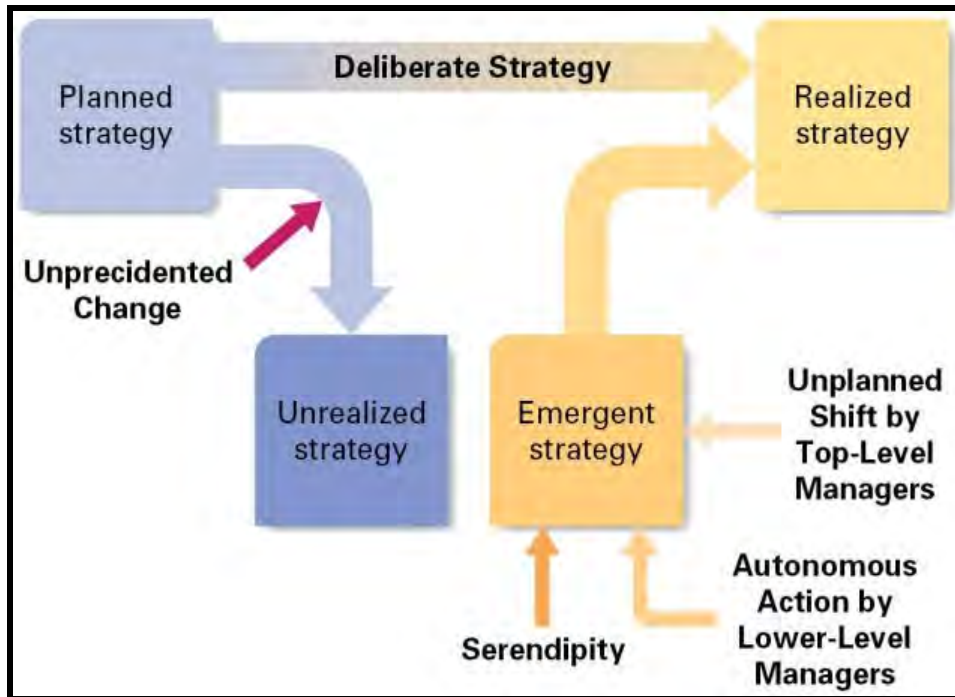 Planned
strategy
Deliberate Strategy
Realized
strategy
Unprecidented
Change
Unrealized
strategy
Emergent
strategy
Unplanned
Shift by
Top-Level
Managers
Serendipity
Autonomous
Action by
Lower-Level
Managers